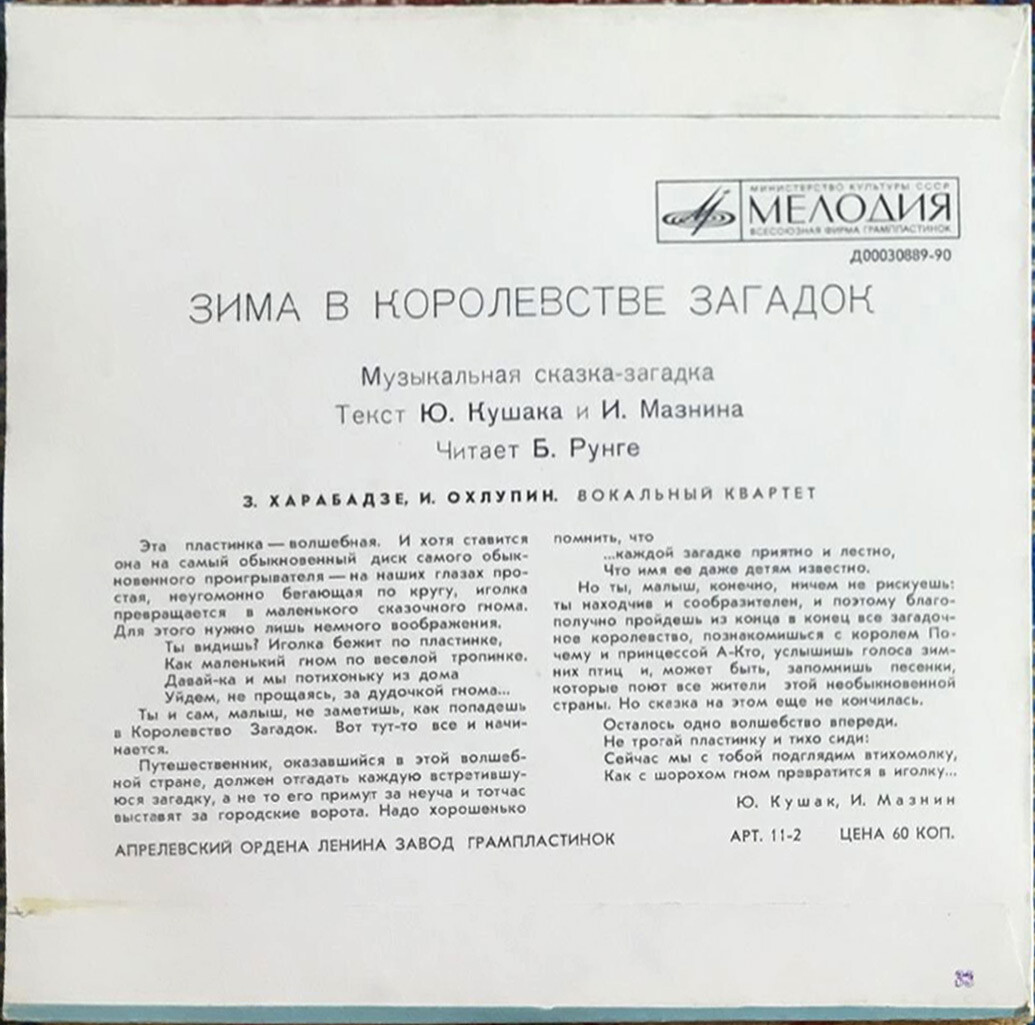 МИНИСТЕРСТВО КУЛЬТУРЫ СССР
МЕЛОДИЯ
ВСЕСОЮЗНАЯ ФИРМА ГРАМПЛАСТИНОК
Д00030889-90
ЗИМА В КОРОЛЕВСТВЕ ЗАГАДОК
Музыкальная сказка-загадка
Текст Ю. Кушака и И. Мазнина
Читает Б. Рунге
З. ХАРАБАДЗЕ, И. ОХЛУПИН. ВОКАЛЬНЫЙ КВАРТЕТ
Эта пластинка — волшебная. И хотя ставится
она на самый обыкновенный диск самого обык-
новенного проигрывателя — на наших глазах про-
стая, неугомонно бегающая по кругу, иголка
превращается в маленького сказочного гнома.
Для этого нужно лишь немного воображения.
Ты видишь? Иголка бежит по пластинке,
Как маленький гном по веселой тропинке.
Давай-ка и мы потихоньку из дома
Уйдем, не прощаясь, за дудочкой гнома...
Ты и сам, малыш, не заметишь, как попадешь
в Королевство Загадок. Вот тут-то все и начи-
нается.
Путешественник, оказавшийся в этой волшеб-
ной стране, должен отгадать каждую встретившу-
юся загадку, а не то его примут за неуча и тотчас
выставят за городские ворота. Надо хорошенько
помнить, что
...каждой загадке приятно и лестно,
Что имя ее даже детям известно.
Но ты, малыш, конечно, ничем не рискуешь:
ты находчив и сообразителен, и поэтому благо-
получно пройдешь из конца в конец все загадоч-
ное королевство, познакомишься с королем По-
чему и принцессой А-Кто, услышишь голоса зим-
них птиц и, может быть, запомнишь песенки,
которые поют все жители этой необыкновенной
страны. Но сказка на этом еще не кончилась.
Осталось одно волшебство впереди.
Не трогай пластинку и тихо сиди:
Сейчас мы с тобой подглядим втихомолку,
Как с шорохом гном превратится в иголку...
Ю. Кушак, И. Мазнин
АПРЕЛЕВСКИЙ ОРДЕНА ЛЕНИНА ЗАВОД ГРАМПЛАСТИНОК
АРТ. 11-2 ЦЕНА 60 КОП.